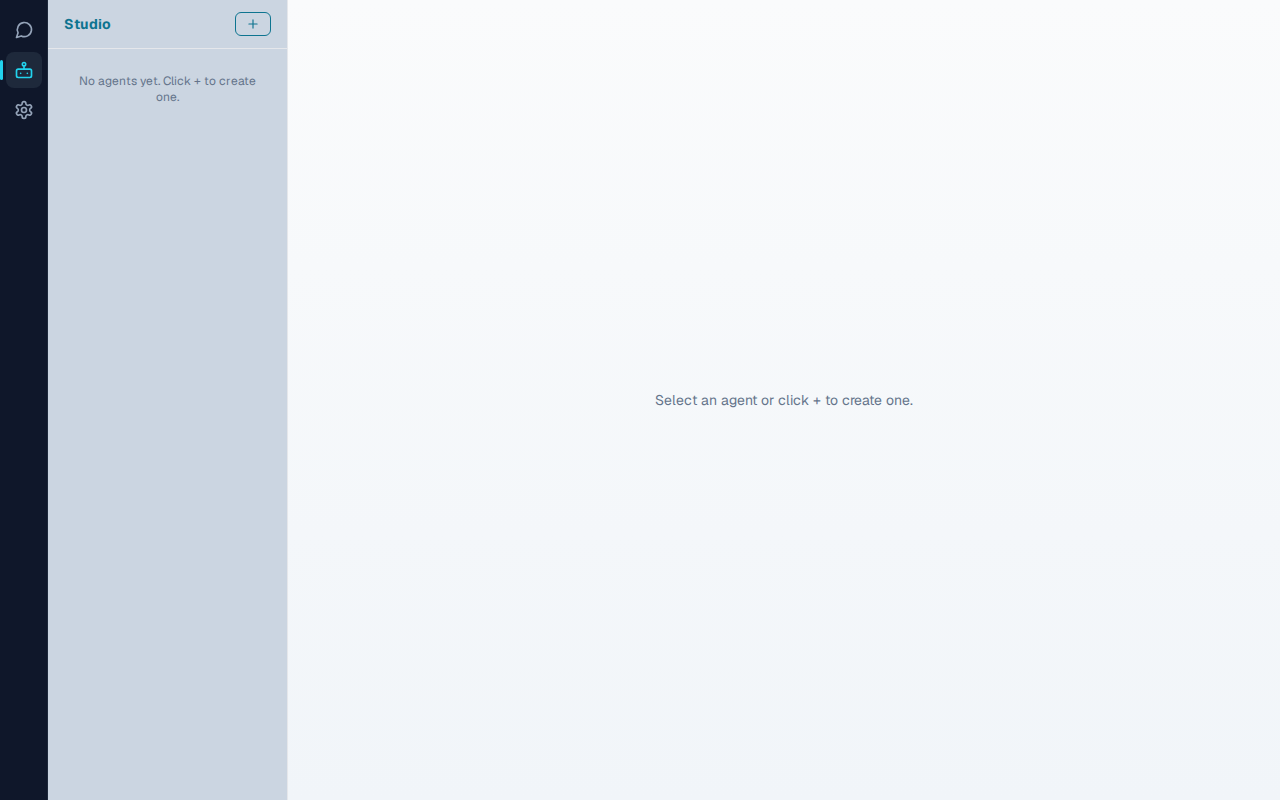 Studio
No agents yet. Click + to create
one.
Select an agent or click + to create one.